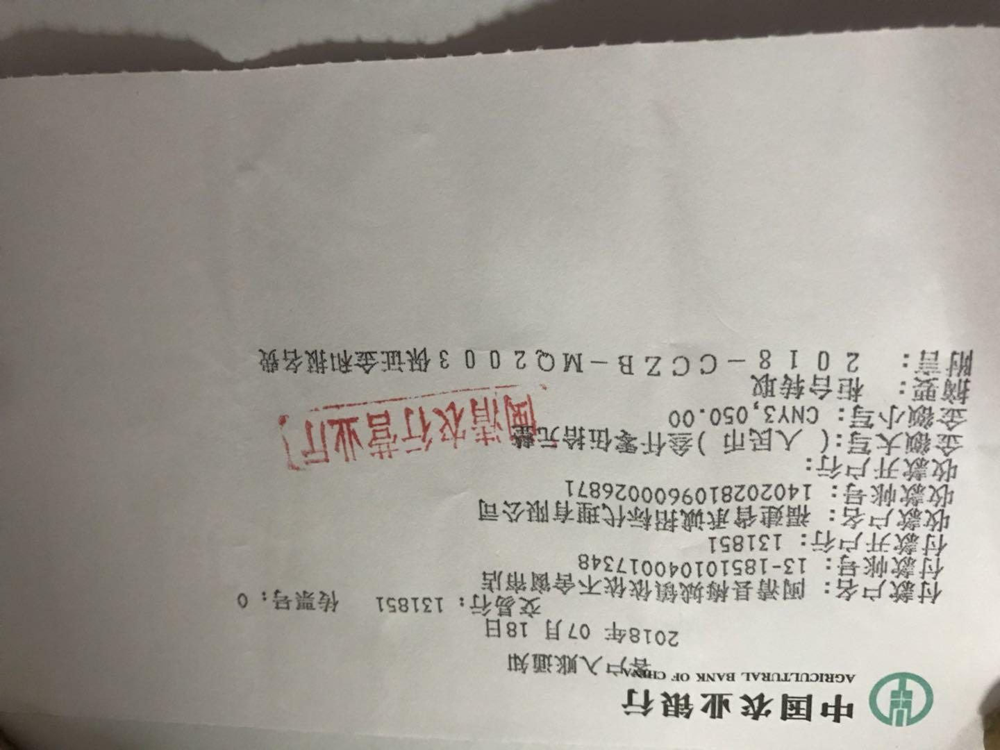 中国农业银行
AGRICULTURAL BANK OF CHINA
客户入账通知
2018年 07月 18日
交易行: 131851 传票号: 0
付款户名: 闽清县梅城镇依依不舍窗帘店
付款帐号: 13-185101040017348
付款开户行: 131851
收款户名: 福建省承诚招标代理有限公司
收款帐号: 1402028109600026871
收款开户行:
金额大写:( 人民币 )叁仟零伍拾元整
金额小写: CNY3,050.00
摘要: 柜台转取
附言: 2018-CCZB-MQ2003保证金和报名费
闽清农行营业厅